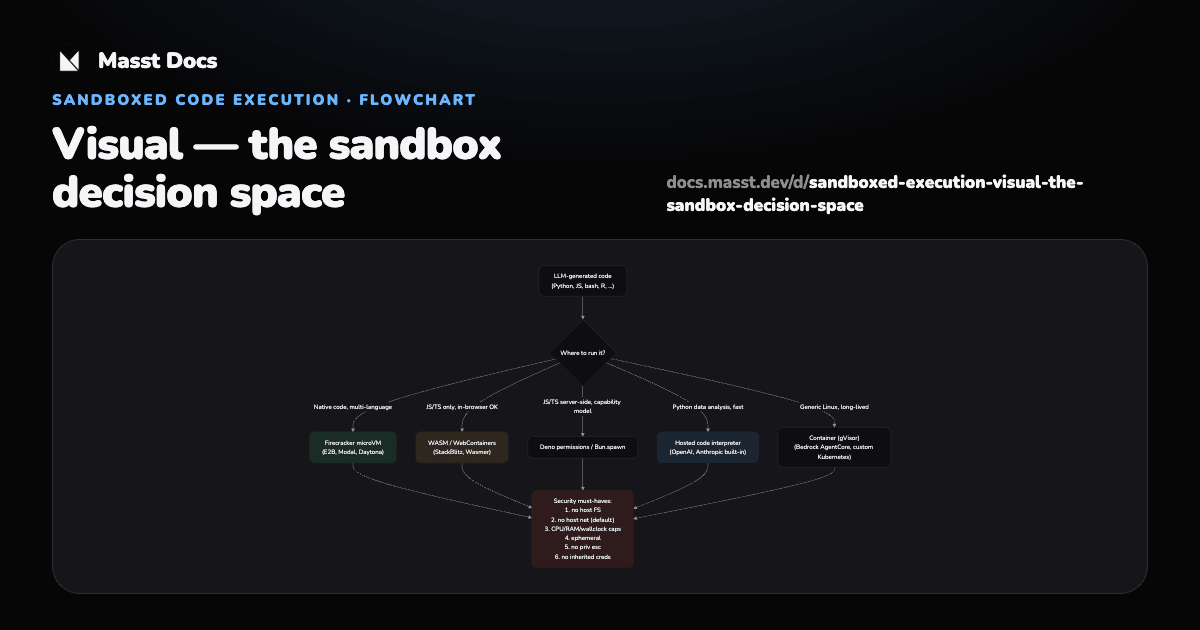 Masst Docs
SANDBOXED CODE EXECUTION · FLOWCHART
Visual — the sandbox
decision space
docs.masst.dev/d/sandboxed-execution-visual-the-
sandbox-decision-space
LLM-generated code
(Python, JS, bash, R, ...)
Where to run it?
Native code, multi-language
JS/TS only, in-browser OK
JS/TS server-side, capability
model
Python data analysis, fast
Generic Linux, long-lived
Firecracker microVM
(E2B, Modal, Daytona)
WASM / WebContainers
(StackBlitz, Wasmer)
Deno permissions / Bun.spawn
Hosted code interpreter
(OpenAI, Anthropic built-in)
Container (gVisor)
(Bedrock AgentCore, custom
Kubernetes)
Security must-haves:
1. no host FS
2. no host net (default)
3. CPU/RAM/wallclock caps
4. ephemeral
5. no priv esc
6. no inherited creds